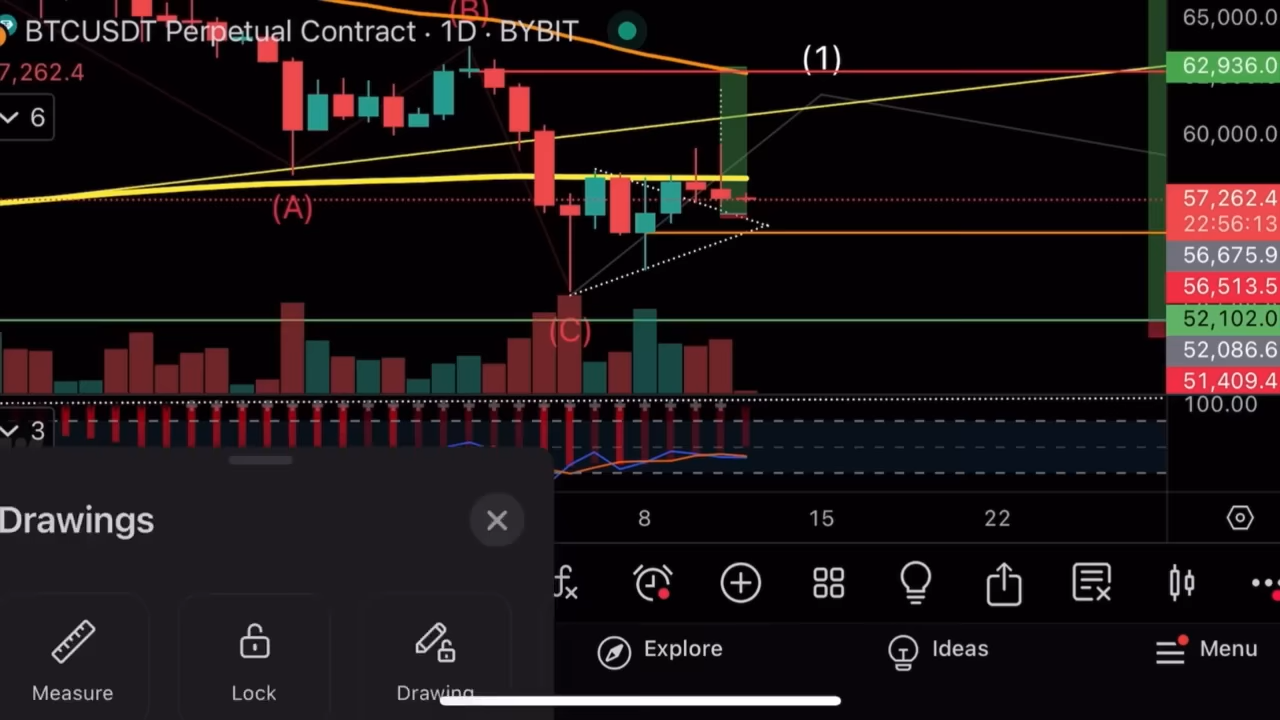 (B)
BTCUSDT Perpetual Contract · 1D · BYBIT
65,000.0
7,262.4
(1)
62,936.0
6
60,000.0
(A)
57,262.4
22:56:13
56,675.9
56,513.5
(C)
52,102.0
52,086.6
51,409.4
100.00
3
8
15
22
Drawings
fx
Explore
Ideas
Menu
Measure
Lock
Drawing